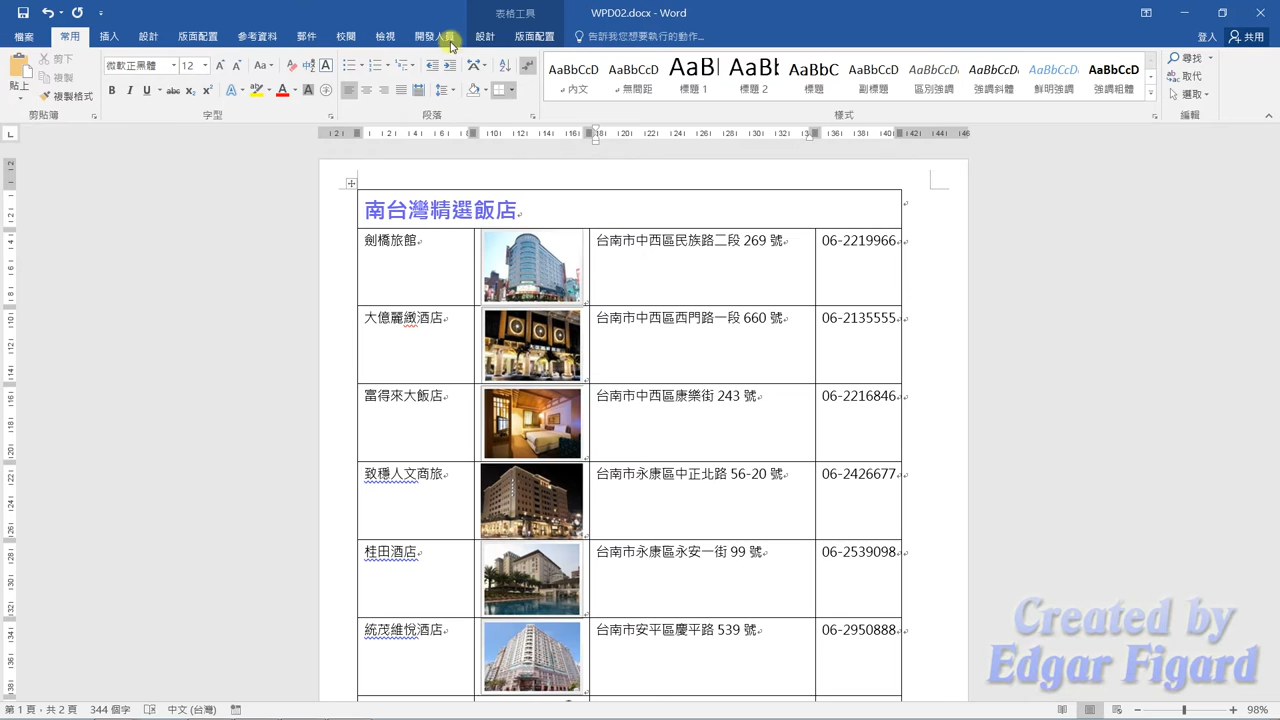 表格工具
WPD02.docx - Word
檔案 常用 插入 設計 版面配置 參考資料 郵件 校閱 檢視 開發人員 設計 版面配置 告訴我您想要執行的動作... 登入 共用
貼上 剪下 複製 複製格式
微軟正黑體 12
AaBbCcD AaBbCcD AaBl AaBb AaBbC AaBbCcD AaBbCcD AaBbCcD AaBbCcD AaBbCcD
內文 無間距 標題 1 標題 2 標題 副標題 區別強調 強調斜體 鮮明強調 強調粗體
尋找 取代 選取
剪貼簿 字型 段落 樣式 編輯
南台灣精選飯店
劍橋旅館 台南市中西區民族路二段 269 號 06-2219966
大億麗緻酒店 台南市中西區西門路一段 660 號 06-2135555
富得來大飯店 台南市中西區康樂街 243 號 06-2216846
致穩人文商旅 台南市永康區中正北路 56-20 號 06-2426677
桂田酒店 台南市永康區永安一街 99 號 06-2539098
統茂維悅酒店 台南市安平區慶平路 539 號 06-2950888
Created by
Edgar Figard
第 1 頁，共 2 頁 344 個字 中文 (台灣) 98%